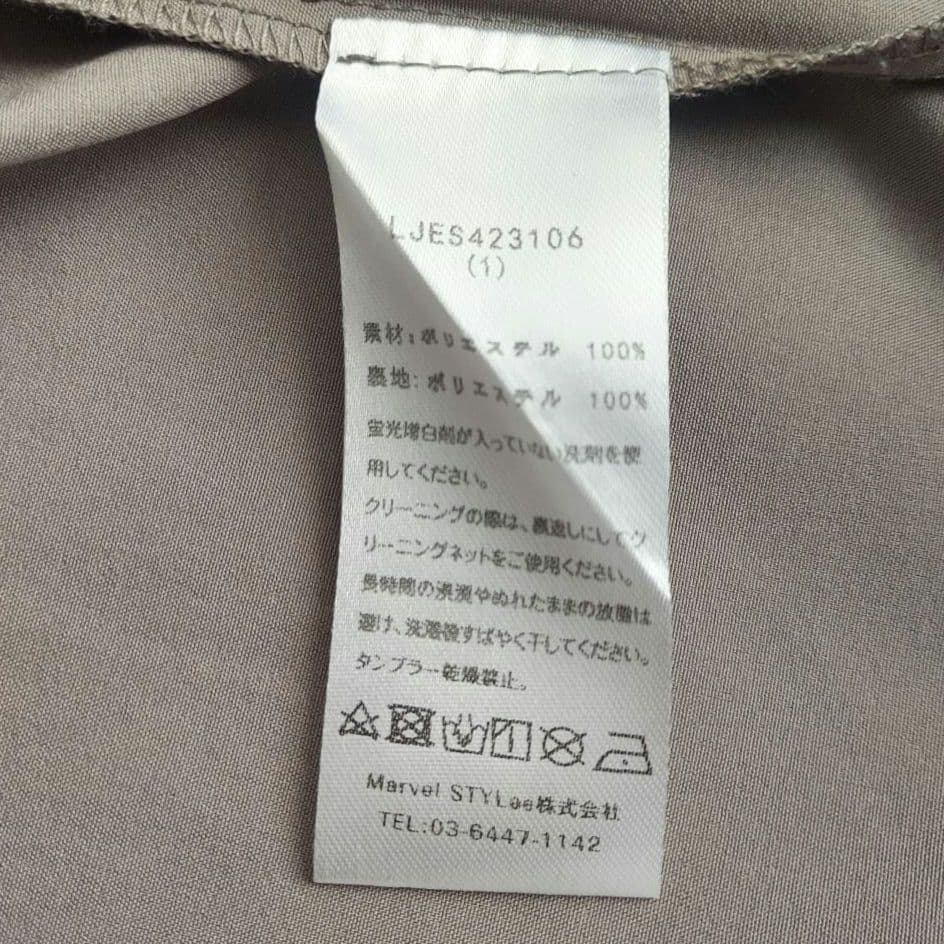 LJES423106
(1)
素材:ポリエステル 100%
裏地:ポリエステル 100%
蛍光増白剤が入っていない洗剤を使
用してください。
クリーニングの際は、裏返しにしてク
リーニングネットをご使用ください。
長時間の浸漬やぬれたままの放置は
避け、洗濯後すばやく干してください。
タンブラー乾燥禁止。
Marvel STYLee株式会社
TEL:03-6447-1142